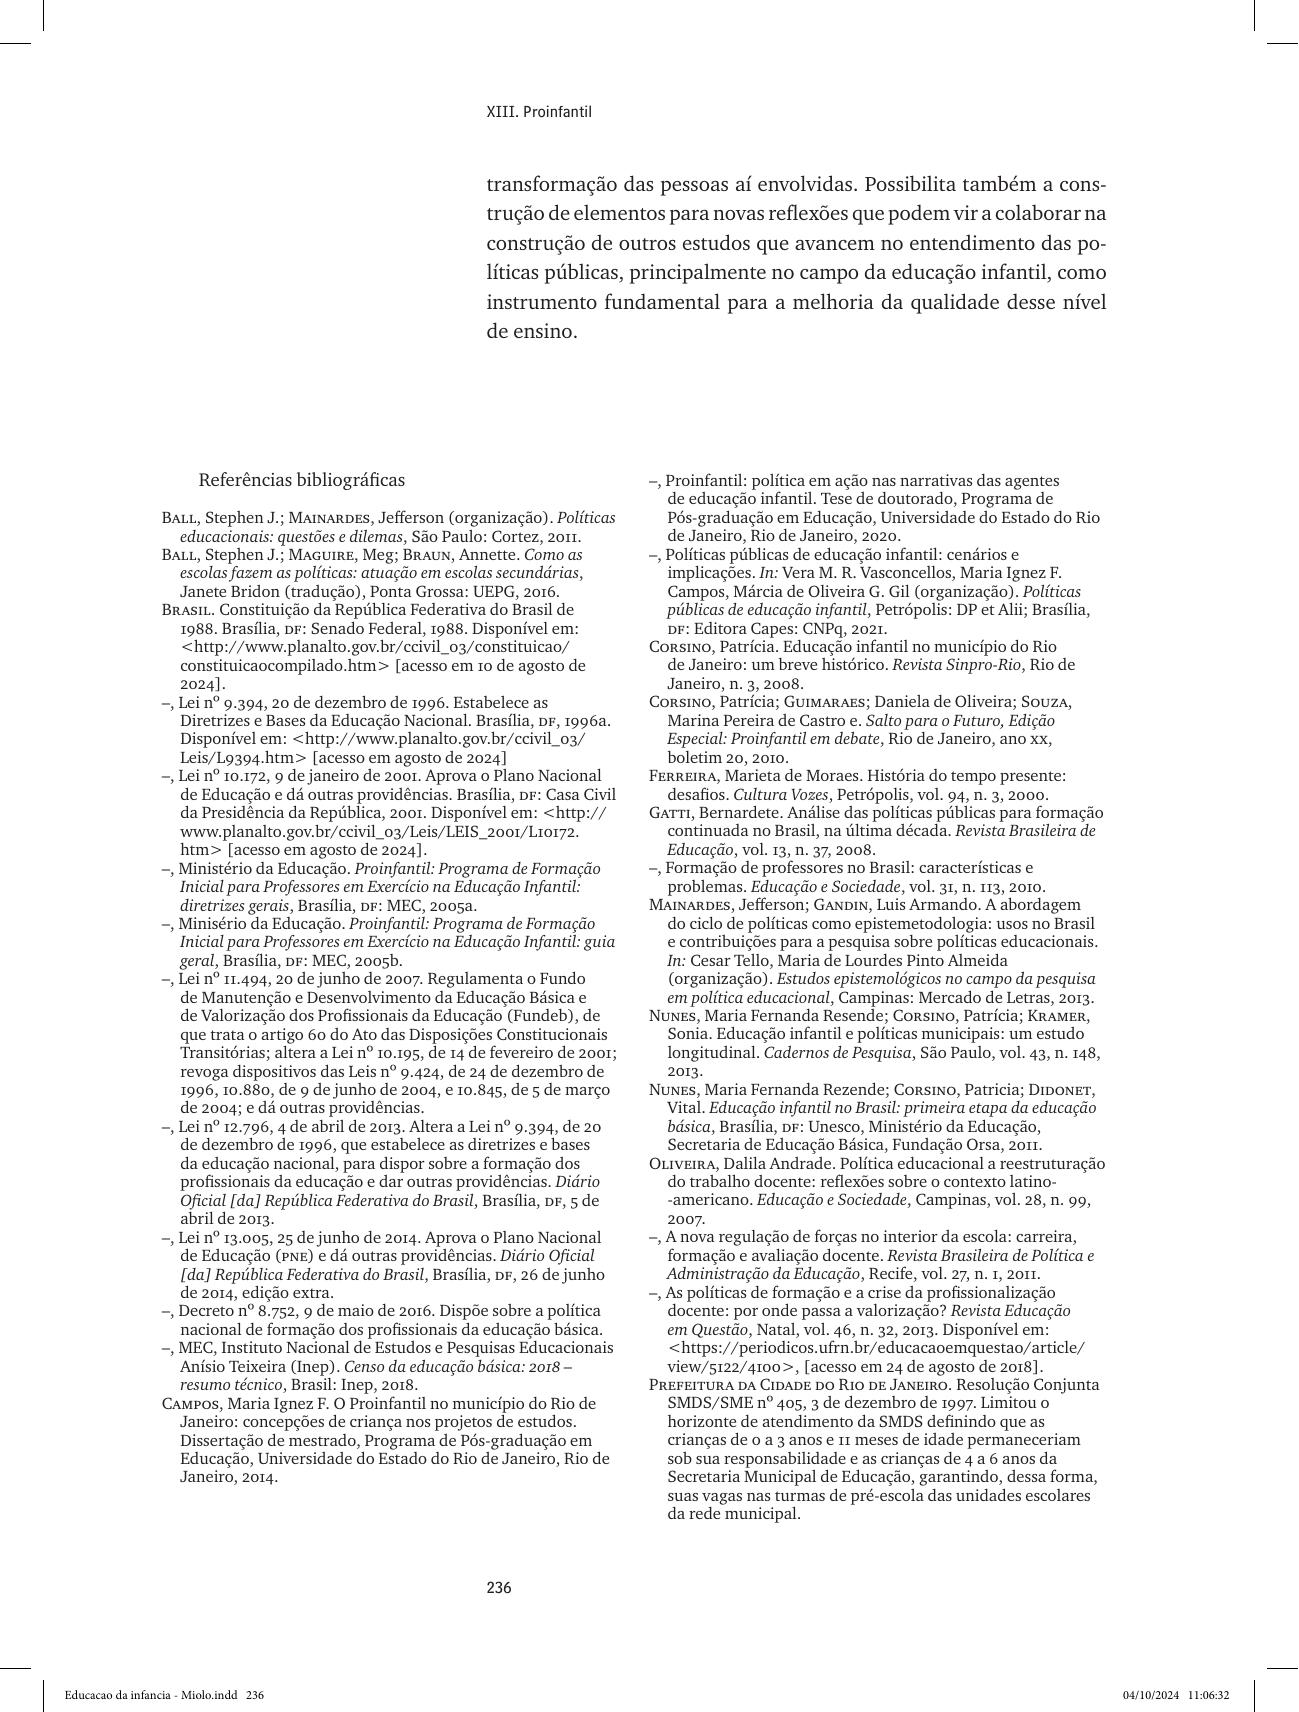 XIII. Proinfantil
transformação das pessoas aí envolvidas. Possibilita também a cons-
trução de elementos para novas reflexões que podem vir a colaborar na
construção de outros estudos que avancem no entendimento das po-
líticas públicas, principalmente no campo da educação infantil, como
instrumento fundamental para a melhoria da qualidade desse nível
de ensino.
Referências bibliográficas
Ball, Stephen J.; Mainardes, Jefferson (organização). Políticas
educacionais: questões e dilemas, São Paulo: Cortez, 2011.
Ball, Stephen J.; Maguire, Meg; Braun, Annette. Como as
escolas fazem as políticas: atuação em escolas secundárias,
Janete Bridon (tradução), Ponta Grossa: UEPG, 2016.
Brasil. Constituição da República Federativa do Brasil de
1988. Brasília, DF: Senado Federal, 1988. Disponível em:
<http://www.planalto.gov.br/ccivil_03/constituicao/
constituicaocompilado.htm> [acesso em 10 de agosto de
2024].
–, Lei nº 9.394, 20 de dezembro de 1996. Estabelece as
Diretrizes e Bases da Educação Nacional. Brasília, DF, 1996a.
Disponível em: <http://www.planalto.gov.br/ccivil_03/
Leis/L9394.htm> [acesso em agosto de 2024]
–, Lei nº 10.172, 9 de janeiro de 2001. Aprova o Plano Nacional
de Educação e dá outras providências. Brasília, DF: Casa Civil
da Presidência da República, 2001. Disponível em: <http://
www.planalto.gov.br/ccivil_03/Leis/LEIS_2001/L10172.
htm> [acesso em agosto de 2024].
–, Ministério da Educação. Proinfantil: Programa de Formação
Inicial para Professores em Exercício na Educação Infantil:
diretrizes gerais, Brasília, DF: MEC, 2005a.
–, Minisério da Educação. Proinfantil: Programa de Formação
Inicial para Professores em Exercício na Educação Infantil: guia
geral, Brasília, DF: MEC, 2005b.
–, Lei nº 11.494, 20 de junho de 2007. Regulamenta o Fundo
de Manutenção e Desenvolvimento da Educação Básica e
de Valorização dos Profissionais da Educação (Fundeb), de
que trata o artigo 60 do Ato das Disposições Constitucionais
Transitórias; altera a Lei nº 10.195, de 14 de fevereiro de 2001;
revoga dispositivos das Leis nº 9.424, de 24 de dezembro de
1996, 10.880, de 9 de junho de 2004, e 10.845, de 5 de março
de 2004; e dá outras providências.
–, Lei nº 12.796, 4 de abril de 2013. Altera a Lei nº 9.394, de 20
de dezembro de 1996, que estabelece as diretrizes e bases
da educação nacional, para dispor sobre a formação dos
profissionais da educação e dar outras providências. Diário
Oficial [da] República Federativa do Brasil, Brasília, DF, 5 de
abril de 2013.
–, Lei nº 13.005, 25 de junho de 2014. Aprova o Plano Nacional
de Educação (PNE) e dá outras providências. Diário Oficial
[da] República Federativa do Brasil, Brasília, DF, 26 de junho
de 2014, edição extra.
–, Decreto nº 8.752, 9 de maio de 2016. Dispõe sobre a política
nacional de formação dos profissionais da educação básica.
–, MEC, Instituto Nacional de Estudos e Pesquisas Educacionais
Anísio Teixeira (Inep). Censo da educação básica: 2018 –
resumo técnico, Brasil: Inep, 2018.
Campos, Maria Ignez F. O Proinfantil no município do Rio de
Janeiro: concepções de criança nos projetos de estudos.
Dissertação de mestrado, Programa de Pós-graduação em
Educação, Universidade do Estado do Rio de Janeiro, Rio de
Janeiro, 2014.
–, Proinfantil: política em ação nas narrativas das agentes
de educação infantil. Tese de doutorado, Programa de
Pós-graduação em Educação, Universidade do Estado do Rio
de Janeiro, Rio de Janeiro, 2020.
–, Políticas públicas de educação infantil: cenários e
implicações. In: Vera M. R. Vasconcellos, Maria Ignez F.
Campos, Márcia de Oliveira G. Gil (organização). Políticas
públicas de educação infantil, Petrópolis: DP et Alii; Brasília,
DF: Editora Capes: CNPq, 2021.
Corsino, Patrícia. Educação infantil no município do Rio
de Janeiro: um breve histórico. Revista Sinpro-Rio, Rio de
Janeiro, n. 3, 2008.
Corsino, Patrícia; Guimaraes; Daniela de Oliveira; Souza,
Marina Pereira de Castro e. Salto para o Futuro, Edição
Especial: Proinfantil em debate, Rio de Janeiro, ano XX,
boletim 20, 2010.
Ferreira, Marieta de Moraes. História do tempo presente:
desafios. Cultura Vozes, Petrópolis, vol. 94, n. 3, 2000.
Gatti, Bernardete. Análise das políticas públicas para formação
continuada no Brasil, na última década. Revista Brasileira de
Educação, vol. 13, n. 37, 2008.
–, Formação de professores no Brasil: características e
problemas. Educação e Sociedade, vol. 31, n. 113, 2010.
Mainardes, Jefferson; Gandin, Luis Armando. A abordagem
do ciclo de políticas como epistemetodologia: usos no Brasil
e contribuições para a pesquisa sobre políticas educacionais.
In: Cesar Tello, Maria de Lourdes Pinto Almeida
(organização). Estudos epistemológicos no campo da pesquisa
em política educacional, Campinas: Mercado de Letras, 2013.
Nunes, Maria Fernanda Resende; Corsino, Patrícia; Kramer,
Sonia. Educação infantil e políticas municipais: um estudo
longitudinal. Cadernos de Pesquisa, São Paulo, vol. 43, n. 148,
2013.
Nunes, Maria Fernanda Rezende; Corsino, Patricia; Didonet,
Vital. Educação infantil no Brasil: primeira etapa da educação
básica, Brasília, DF: Unesco, Ministério da Educação,
Secretaria de Educação Básica, Fundação Orsa, 2011.
Oliveira, Dalila Andrade. Política educacional a reestruturação
do trabalho docente: reflexões sobre o contexto latino-
-americano. Educação e Sociedade, Campinas, vol. 28, n. 99,
2007.
–, A nova regulação de forças no interior da escola: carreira,
formação e avaliação docente. Revista Brasileira de Política e
Administração da Educação, Recife, vol. 27, n. 1, 2011.
–, As políticas de formação e a crise da profissionalização
docente: por onde passa a valorização? Revista Educação
em Questão, Natal, vol. 46, n. 32, 2013. Disponível em:
<https://periodicos.ufrn.br/educacaoemquestao/article/
view/5122/4100>, [acesso em 24 de agosto de 2018].
Prefeitura da Cidade do Rio de Janeiro. Resolução Conjunta
SMDS/SME nº 405, 3 de dezembro de 1997. Limitou o
horizonte de atendimento da SMDS definindo que as
crianças de 0 a 3 anos e 11 meses de idade permaneceriam
sob sua responsabilidade e as crianças de 4 a 6 anos da
Secretaria Municipal de Educação, garantindo, dessa forma,
suas vagas nas turmas de pré-escola das unidades escolares
da rede municipal.
236
Educacao da infancia - Miolo.indd 236
04/10/2024 11:06:32